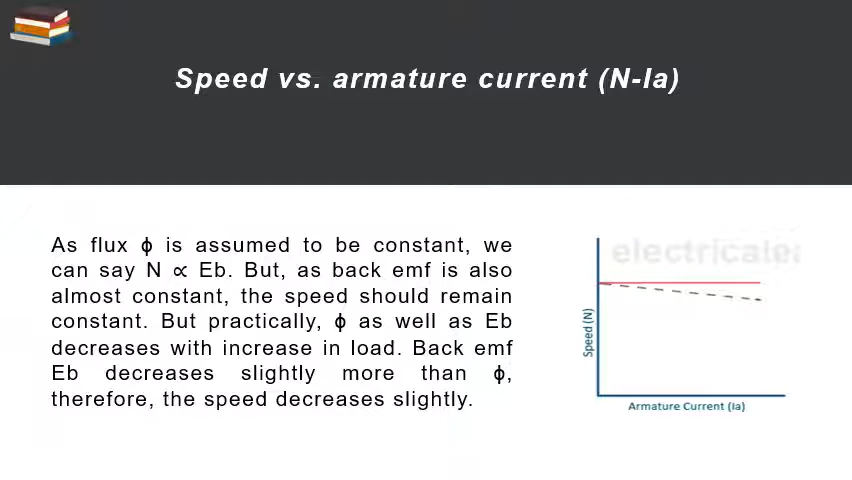 Speed vs. armature current (N-Ia)
As flux ϕ is assumed to be constant, we
can say N ∝ Eb. But, as back emf is also
almost constant, the speed should remain
constant. But practically, ϕ as well as Eb
decreases with increase in load. Back emf
Eb decreases slightly more than ϕ,
therefore, the speed decreases slightly.
Speed (N)
Armature Current (Ia)